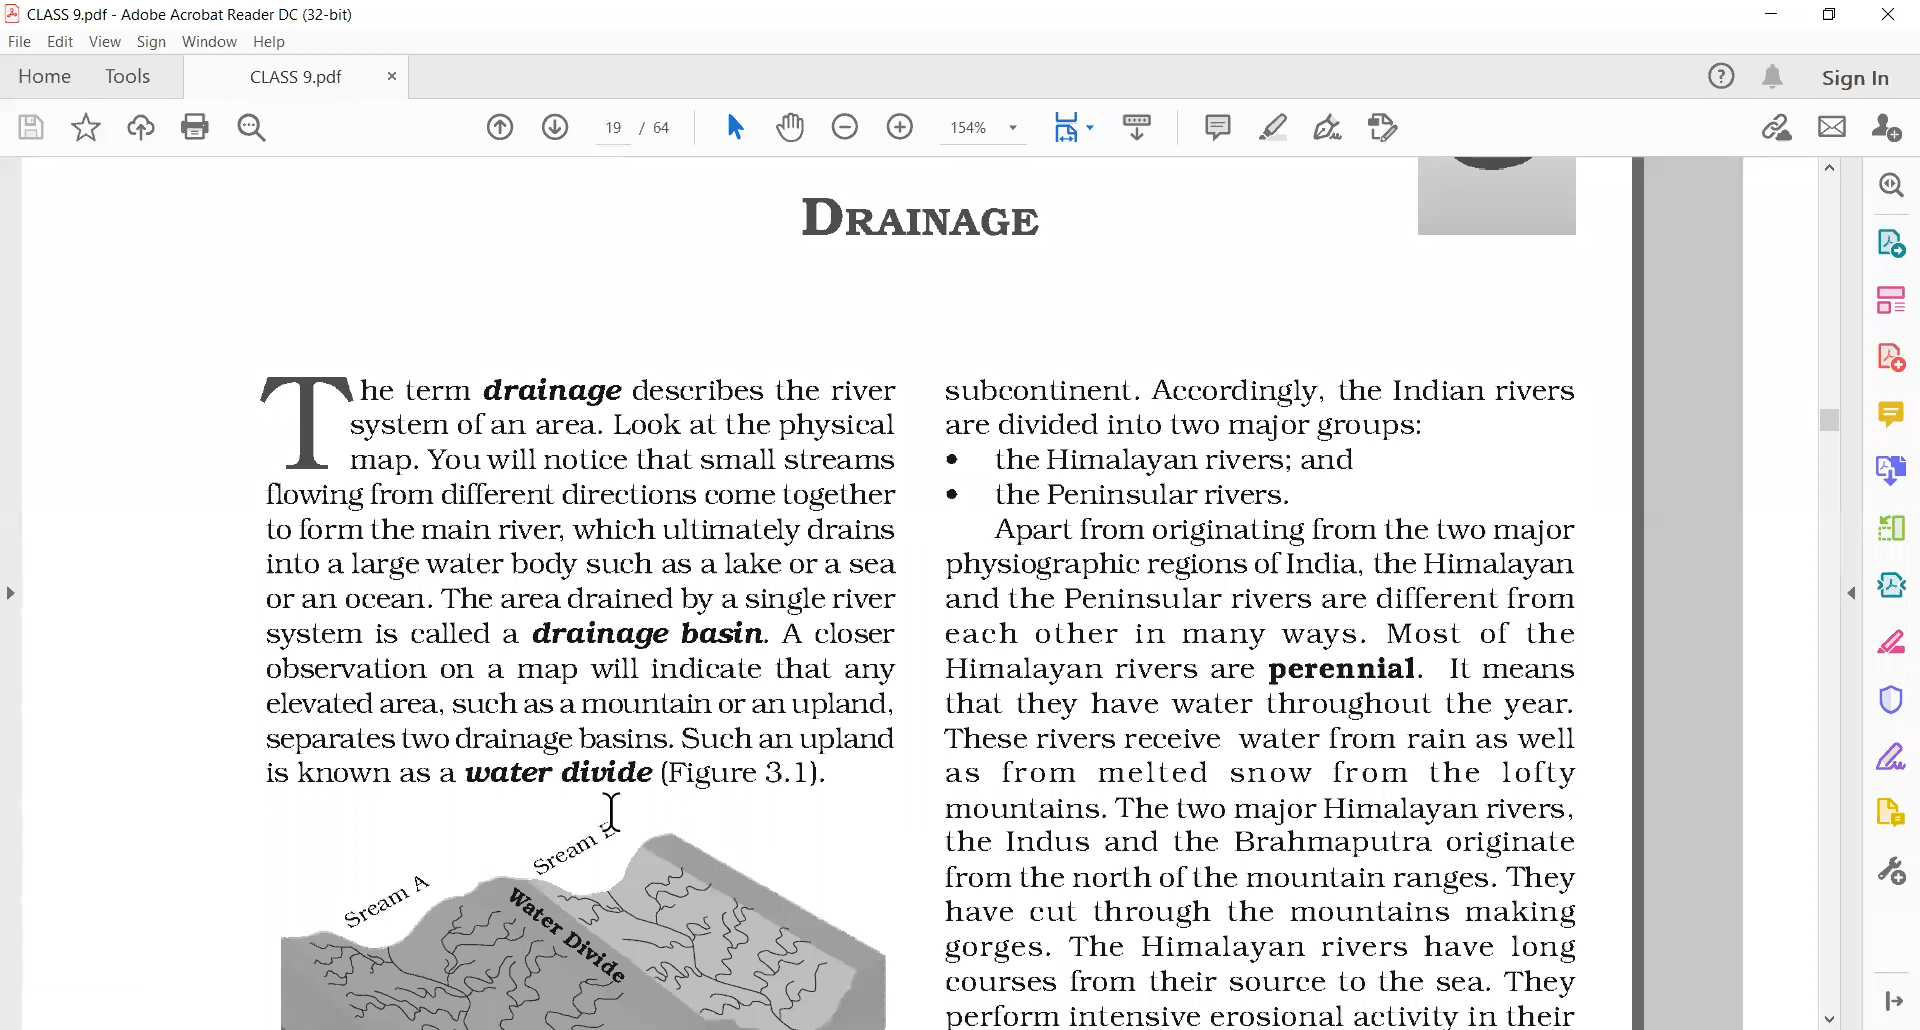 CLASS 9.pdf - Adobe Acrobat Reader DC (32-bit)
File Edit View Sign Window Help
Home Tools CLASS 9.pdf × Sign In
19 / 64 154%
DRAINAGE
The term drainage describes the river
system of an area. Look at the physical
map. You will notice that small streams
flowing from different directions come together
to form the main river, which ultimately drains
into a large water body such as a lake or a sea
or an ocean. The area drained by a single river
system is called a drainage basin. A closer
observation on a map will indicate that any
elevated area, such as a mountain or an upland,
separates two drainage basins. Such an upland
is known as a water divide (Figure 3.1).
Sream A
Sream
Water Divide
subcontinent. Accordingly, the Indian rivers
are divided into two major groups:
• the Himalayan rivers; and
• the Peninsular rivers.
Apart from originating from the two major
physiographic regions of India, the Himalayan
and the Peninsular rivers are different from
each other in many ways. Most of the
Himalayan rivers are perennial. It means
that they have water throughout the year.
These rivers receive water from rain as well
as from melted snow from the lofty
mountains. The two major Himalayan rivers,
the Indus and the Brahmaputra originate
from the north of the mountain ranges. They
have cut through the mountains making
gorges. The Himalayan rivers have long
courses from their source to the sea. They
perform intensive erosional activity in their